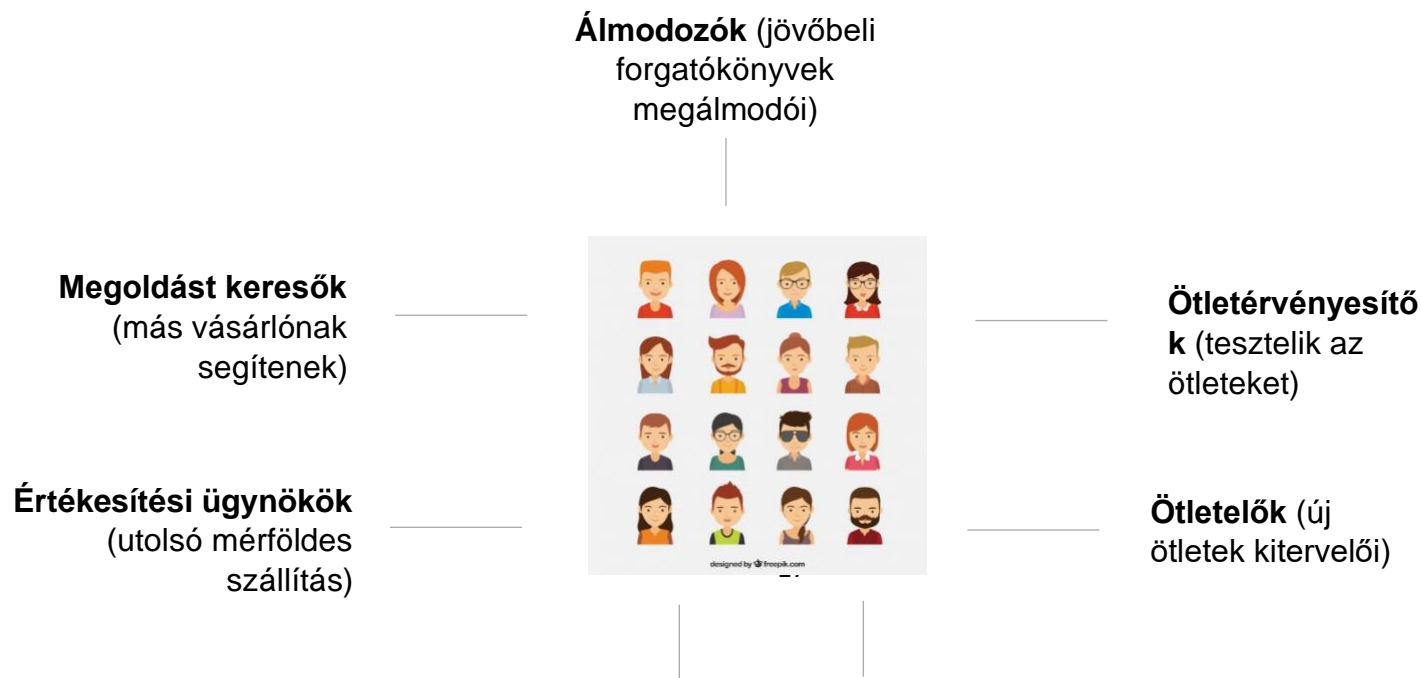 Álmodozók (jövőbeli
forgatókönyvek
megálmodói)
Megoldást keresők
(más vásárlónak
segítenek)
Ötletérvényesítő
k (tesztelik az
ötleteket)
Értékesítési ügynökök
(utolsó mérföldes
szállítás)
Ötletelők (új
ötletek kitervelői)
designed by freepik.com